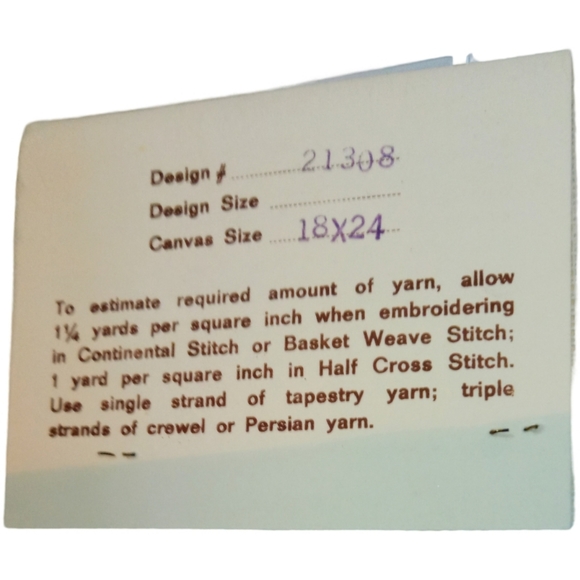 Design # 21308
Design Size
Canvas Size 18X24
To estimate required amount of yarn, allow
1¼ yards per square inch when embroidering
in Continental Stitch or Basket Weave Stitch;
1 yard per square inch in Half Cross Stitch.
Use single strand of tapestry yarn; triple
strands of crewel or Persian yarn.